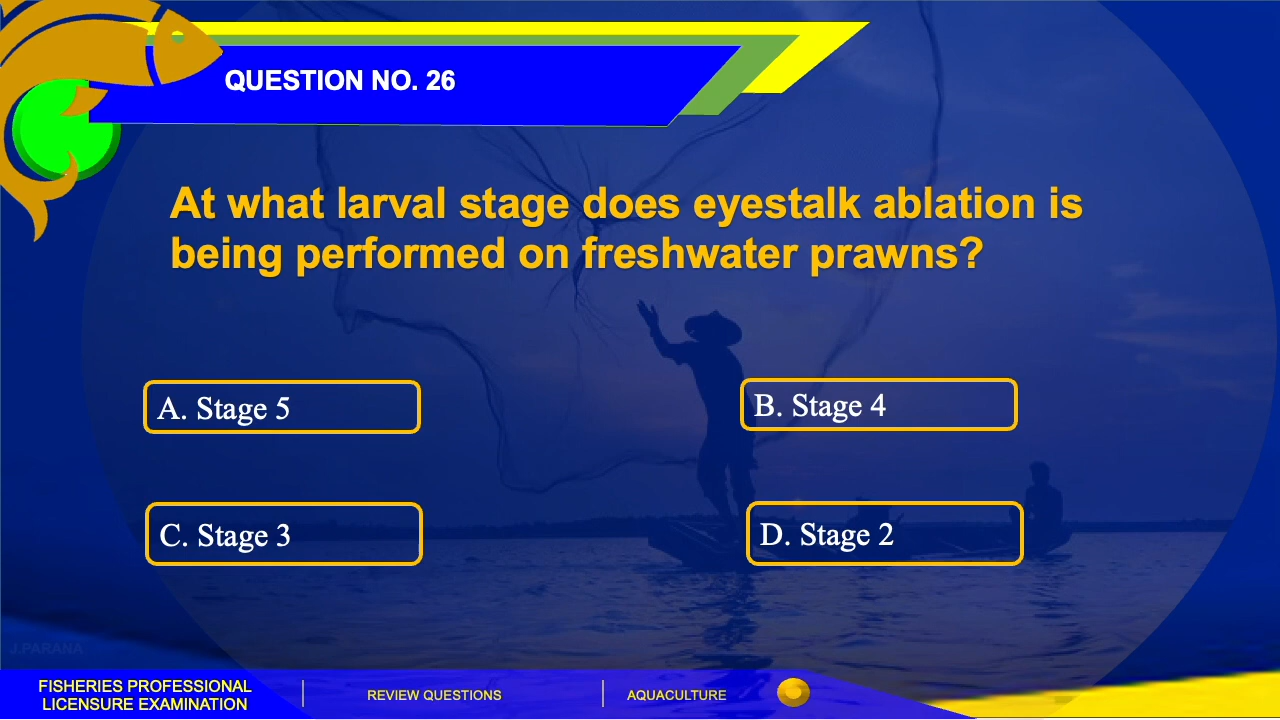 QUESTION NO. 26
At what larval stage does eyestalk ablation is
being performed on freshwater prawns?
A. Stage 5
B. Stage 4
C. Stage 3
D. Stage 2
J.PARANA
FISHERIES PROFESSIONAL
LICENSURE EXAMINATION
REVIEW QUESTIONS
AQUACULTURE